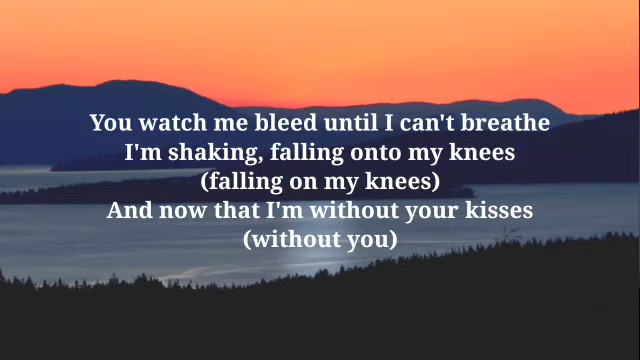 You watch me bleed until I can't breathe
I'm shaking, falling onto my knees
(falling on my knees)
And now that I'm without your kisses
(without you)